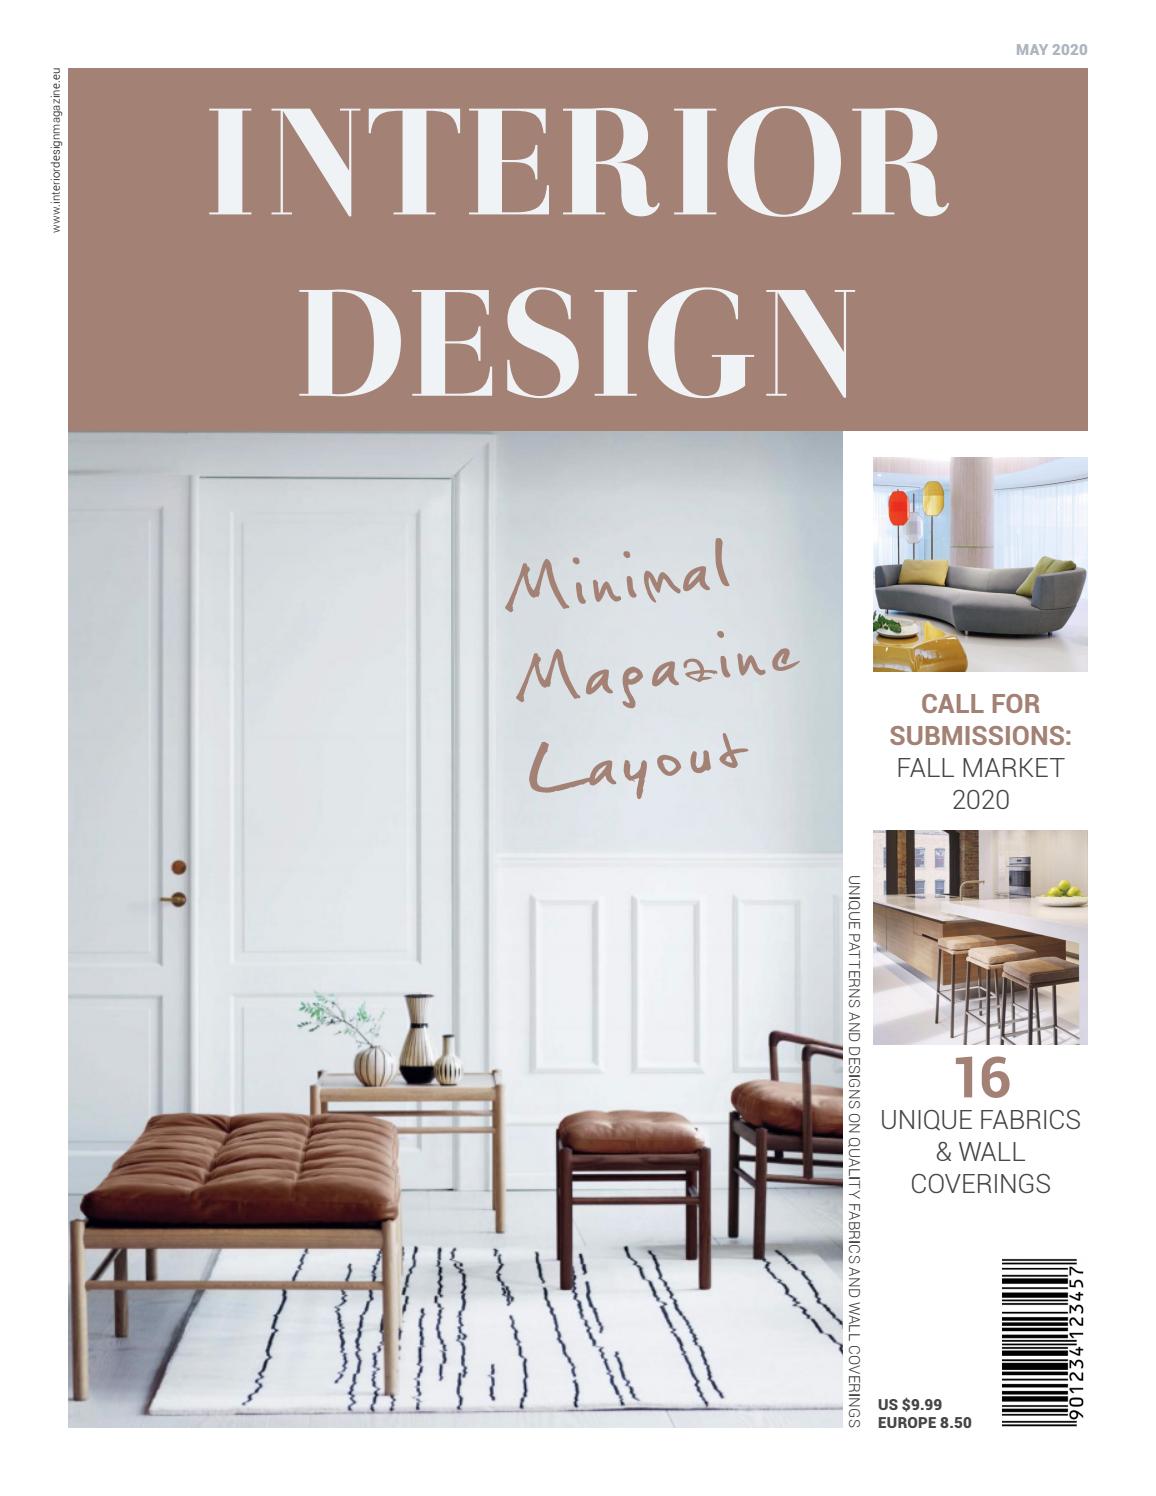 MAY 2020
www.interiordesignmagazine.eu
INTERIOR
DESIGN
Minimal
Magazine
Layout
CALL FOR
SUBMISSIONS:
FALL MARKET
2020
16
UNIQUE FABRICS
& WALL
COVERINGS
UNIQUE PATTERNS AND DESIGNS ON QUALITY FABRICS AND WALL COVERINGS
US $9.99
EUROPE 8.50
901234123457